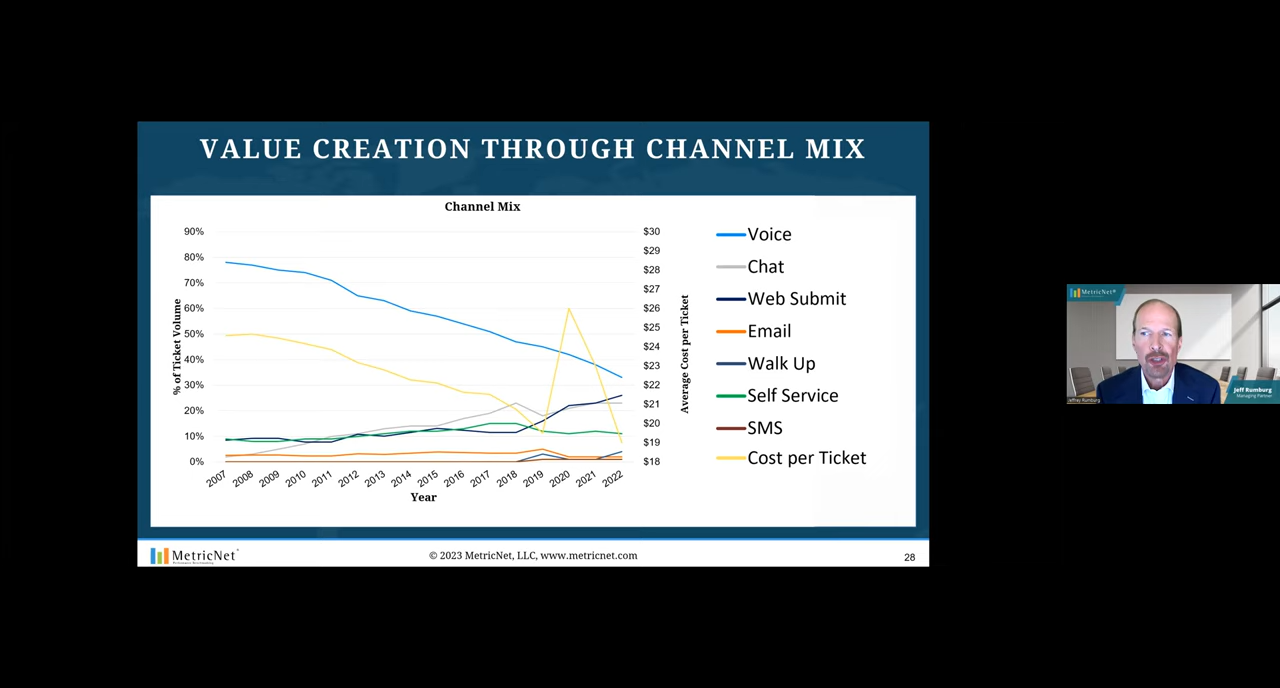 VALUE CREATION THROUGH CHANNEL MIX
Channel Mix
90%
80%
70%
60%
50%
40%
30%
20%
10%
0%
% of Ticket Volume
$30
$29
$28
$27
$26
$25
$24
$23
$22
$21
$20
$19
$18
Average Cost per Ticket
2007 2008 2009 2010 2011 2012 2013 2014 2015 2016 2017 2018 2019 2020 2021 2022
Year
Voice
Chat
Web Submit
Email
Walk Up
Self Service
SMS
Cost per Ticket
MetricNet
© 2023 MetricNet, LLC, www.metricnet.com
28
MetricNet®
Jeff Rumburg
Managing Partner
Jeffrey Rumburg